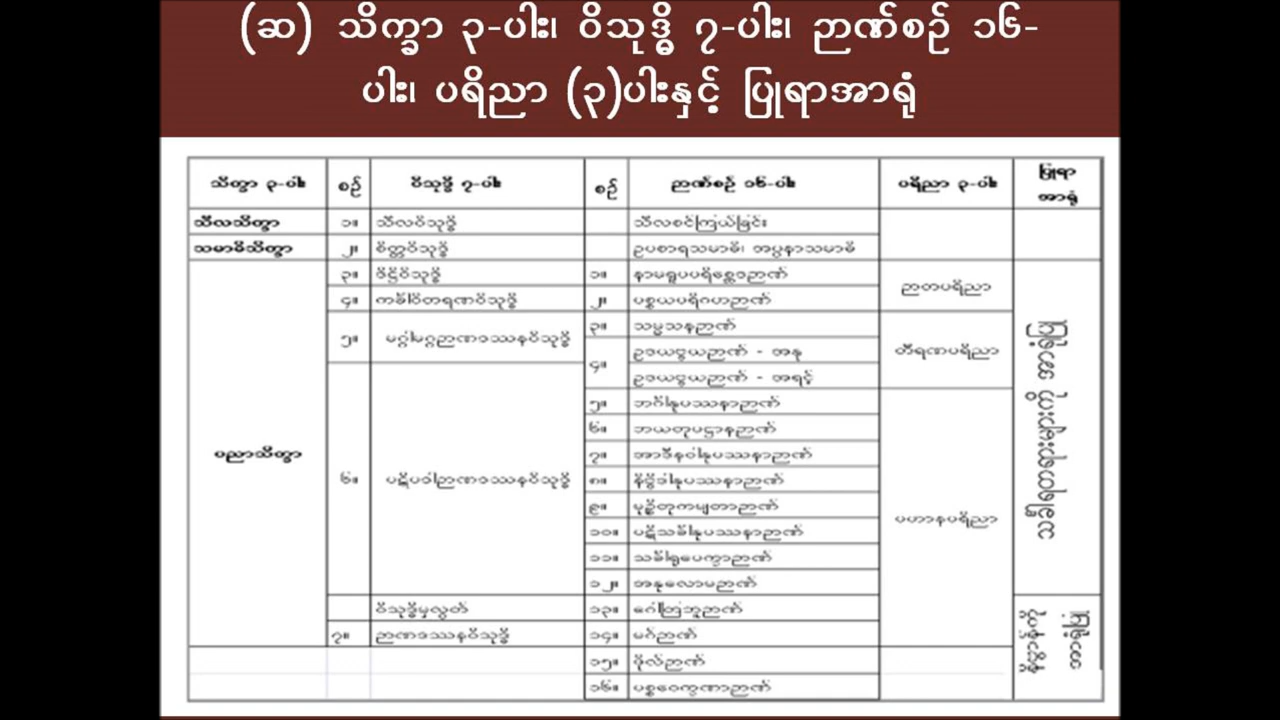 (ဆ) သိက္ခာ ၃-ပါး၊ ဝိသုဒ္ဓိ ၇-ပါး၊ ဉာဏ်စဉ် ၁၆-
ပါး၊ ပရိညာ (၃)ပါးနှင့် ပြုရာအာရုံ
သိက္ခာ ၃-ပါး စဉ် ဝိသုဒ္ဓိ ၇-ပါး စဉ် ဉာဏ်စဉ် ၁၆-ပါး ပရိညာ ၃-ပါး ပြုရာ
အာရုံ
သီလသိက္ခာ ၁။ သီလဝိသုဒ္ဓိ သီလစင်ကြယ်ခြင်း
သမာဓိသိက္ခာ ၂။ စိတ္တဝိသုဒ္ဓိ ဥပစာရသမာဓိ၊ အပ္ပနာသမာဓိ
၃။ ဒိဋ္ဌိဝိသုဒ္ဓိ ၁။ နာမရူပပရိစ္ဆေဒဉာဏ်
ဉာတပရိညာ
၄။ ကင်္ခါဝိတရဏဝိသုဒ္ဓိ ၂။ ပစ္စယပရိဂ္ဂဟဉာဏ်
၅။ မဂ္ဂါမဂ္ဂဉာဏဒဿနဝိသုဒ္ဓိ ၃။ သမ္မသနဉာဏ်
၄။ ဥဒယဗ္ဗယဉာဏ် - အနု တီရဏပရိညာ
ဥဒယဗ္ဗယဉာဏ် - အရင့်
၅။ ဘင်္ဂါနုပဿနာဉာဏ်
၆။ ဘယတုပဋ္ဌာနဉာဏ်
ပညာသိက္ခာ ၇။ အာဒီနဝါနုပဿနာဉာဏ်
၆။ ပဋိပဒါဉာဏဒဿနဝိသုဒ္ဓိ ၈။ နိဗ္ဗိဒါနုပဿနာဉာဏ်
၉။ မုဉ္စိတုကမျတာဉာဏ်
ပဟာနပရိညာ
၁၀။ ပဋိသင်္ခါနုပဿနာဉာဏ်
၁၁။ သင်္ခါရုပေက္ခာဉာဏ်
၁၂။ အနုလောမဉာဏ်
ဝိသုဒ္ဓိမှလွတ် ၁၃။ ဂေါတြဘူဉာဏ်
၇။ ဉာဏဒဿနဝိသုဒ္ဓိ ၁၄။ မဂ်ဉာဏ်
၁၅။ ဖိုလ်ဉာဏ်
၁၆။ ပစ္စဝေက္ခဏာဉာဏ်